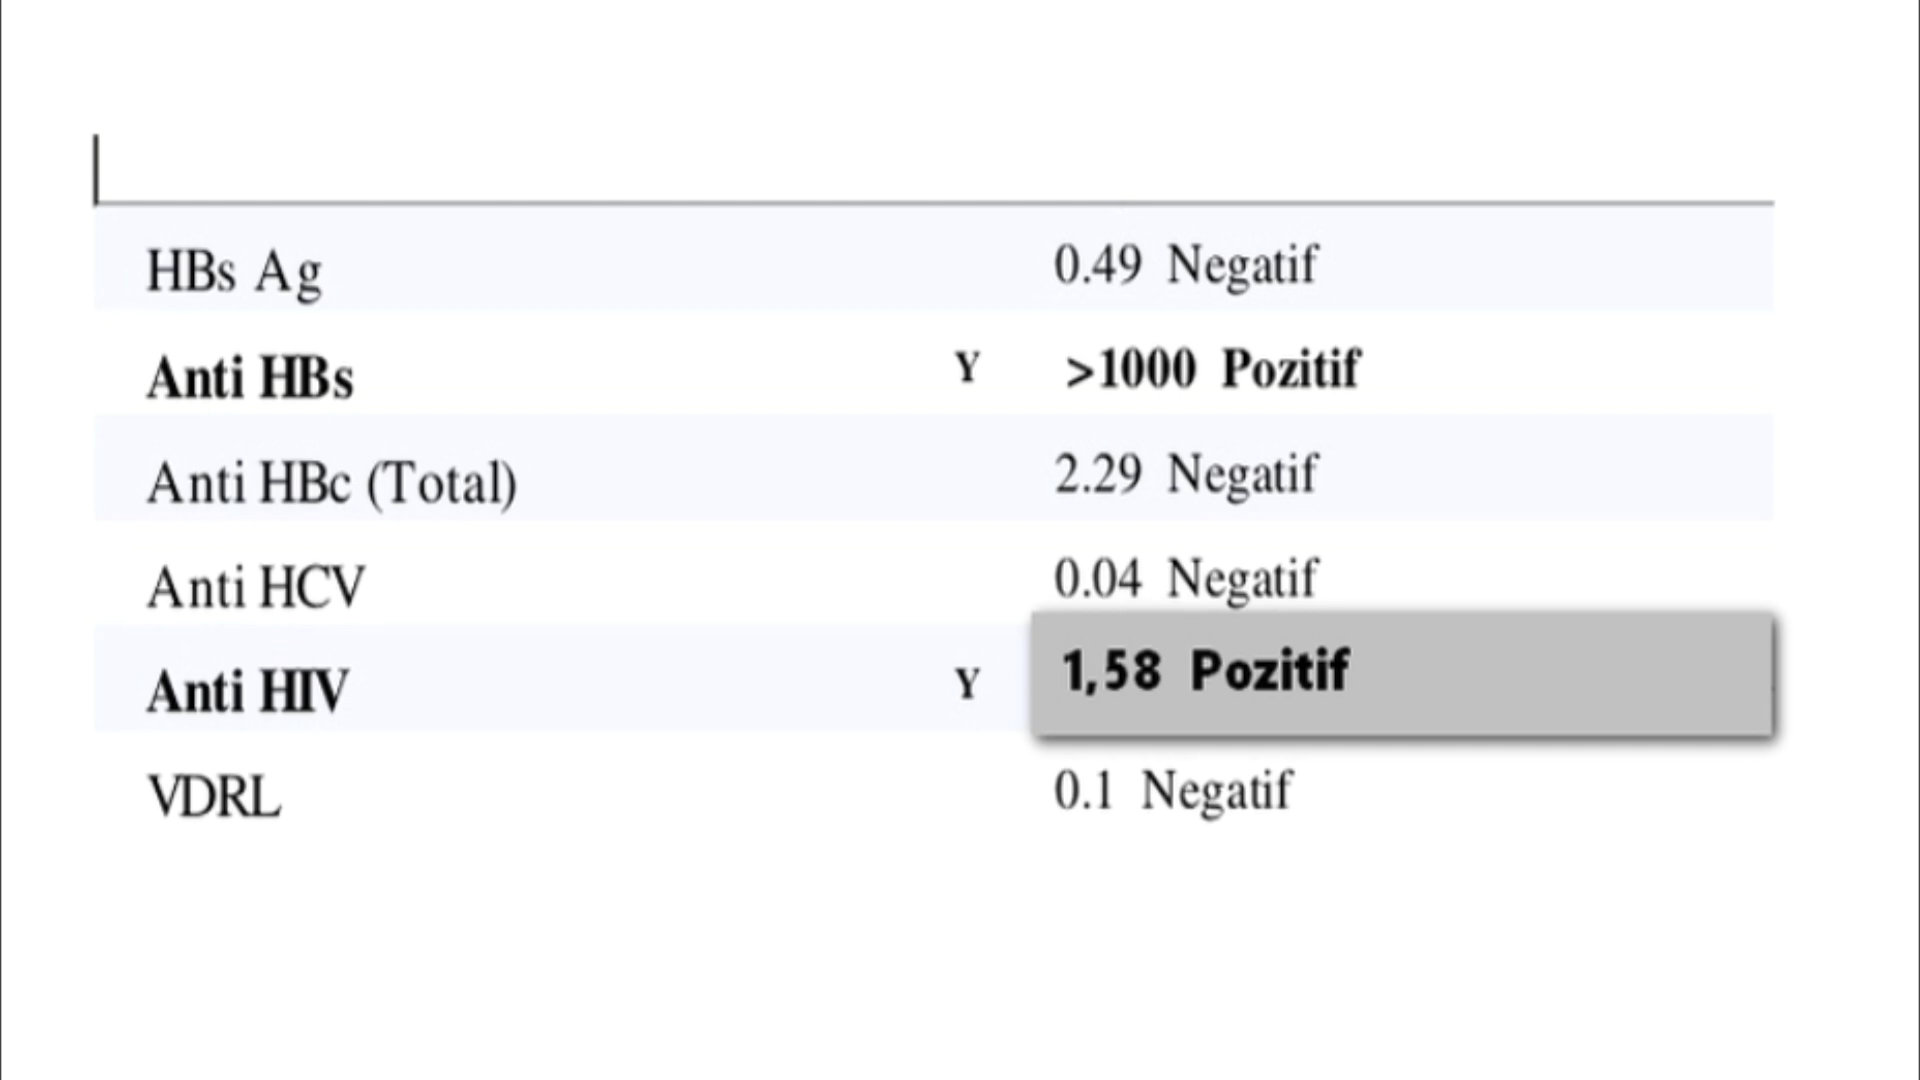 HBs Ag 0.49 Negatif
Anti HBs Y >1000 Pozitif
Anti HBc (Total) 2.29 Negatif
Anti HCV 0.04 Negatif
Anti HIV Y 1,58 Pozitif
VDRL 0.1 Negatif